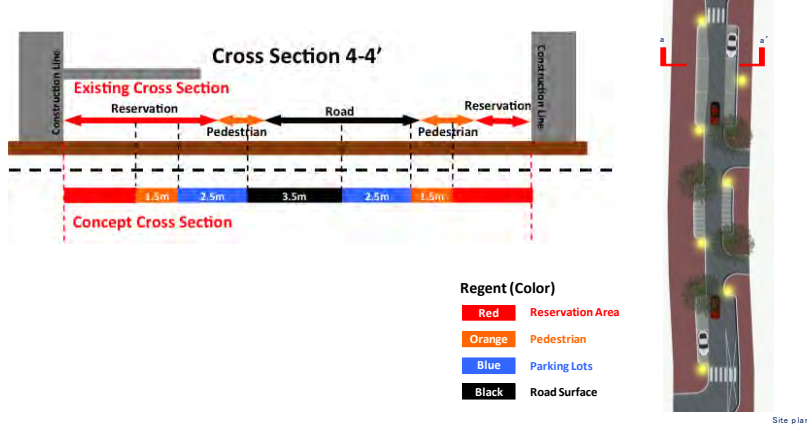 Cross Section 4-4'
Construction Line
Construction Line
Existing Cross Section
Reservation
Pedestrian
Road
Pedestrian
Reservation
1.5m
2.5m
3.5m
2.5m
1.5m
Concept Cross Section
Regent (Color)
Red Reservation Area
Orange Pedestrian
Blue Parking Lots
Black Road Surface
a
a'
Site plan